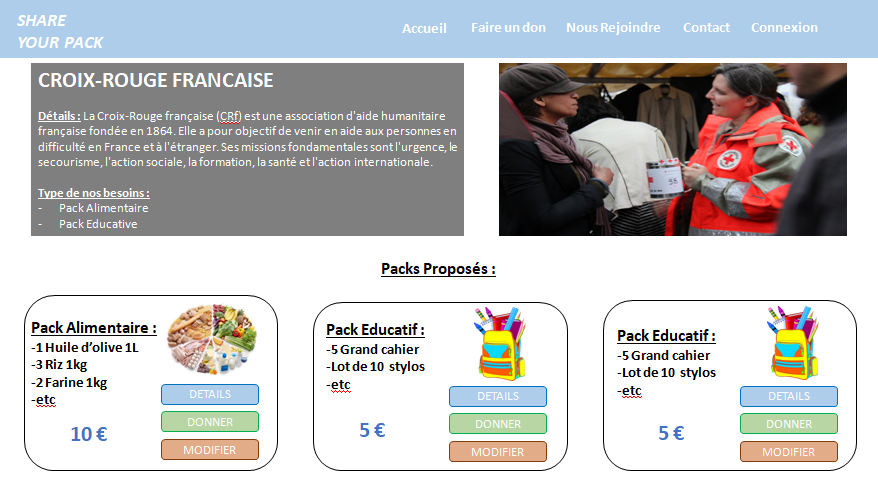 SHARE
YOUR PACK
Accueil
Faire un don
Nous Rejoindre
Contact
Connexion
CROIX-ROUGE FRANCAISE
Détails : La Croix-Rouge française (CRf) est une association d'aide humanitaire
française fondée en 1864. Elle a pour objectif de venir en aide aux personnes en
difficulté en France et à l'étranger. Ses missions fondamentales sont l'urgence, le
secourisme, l'action sociale, la formation, la santé et l'action internationale.
Type de nos besoins :
- Pack Alimentaire
- Pack Educative
Packs Proposés :
Pack Alimentaire :
-1 Huile d’olive 1L
-3 Riz 1kg
-2 Farine 1kg
-etc
10 €
DETAILS
DONNER
MODIFIER
Pack Educatif :
-5 Grand cahier
-Lot de 10 stylos
-etc
5 €
DETAILS
DONNER
MODIFIER
Pack Educatif :
-5 Grand cahier
-Lot de 10 stylos
-etc
5 €
DETAILS
DONNER
MODIFIER